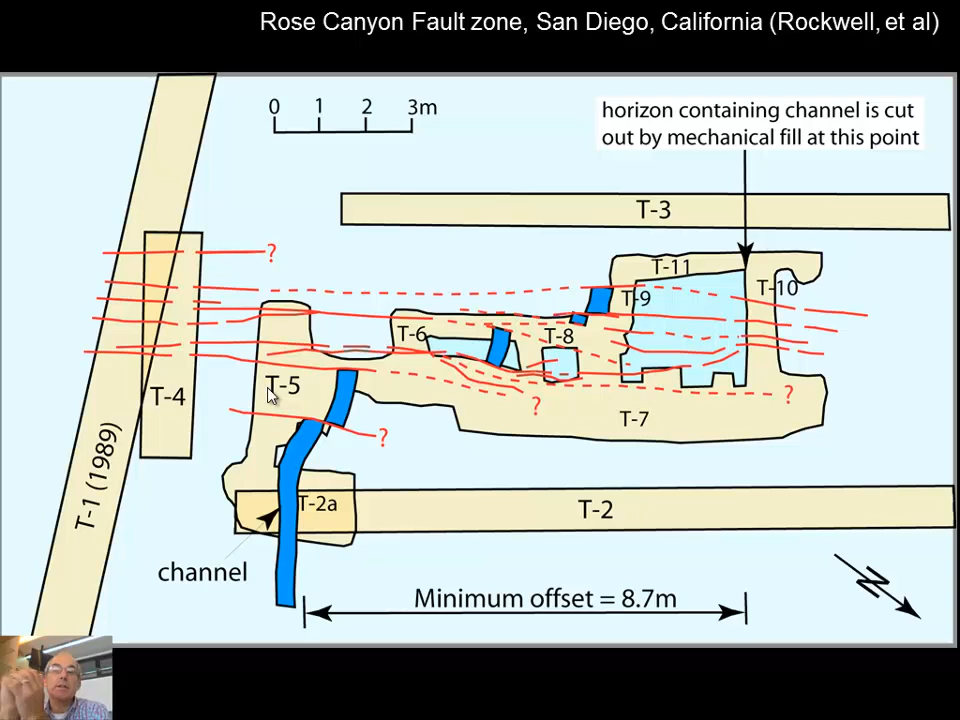 Rose Canyon Fault zone, San Diego, California (Rockwell, et al)
0 1 2 3m
horizon containing channel is cut
out by mechanical fill at this point
T-3
?
T-11
T-9
T-10
T-6
T-8
T-5
T-4
?
?
T-7
?
T-1 (1989)
T-2a
T-2
channel
N
Minimum offset = 8.7m